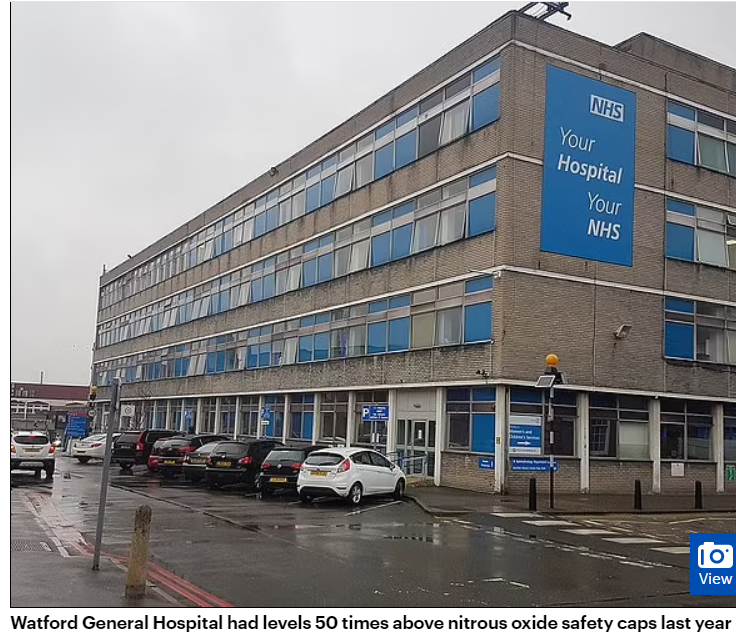 NHS
Your
Hospital
Your
NHS
P
View
Watford General Hospital had levels 50 times above nitrous oxide safety caps last year